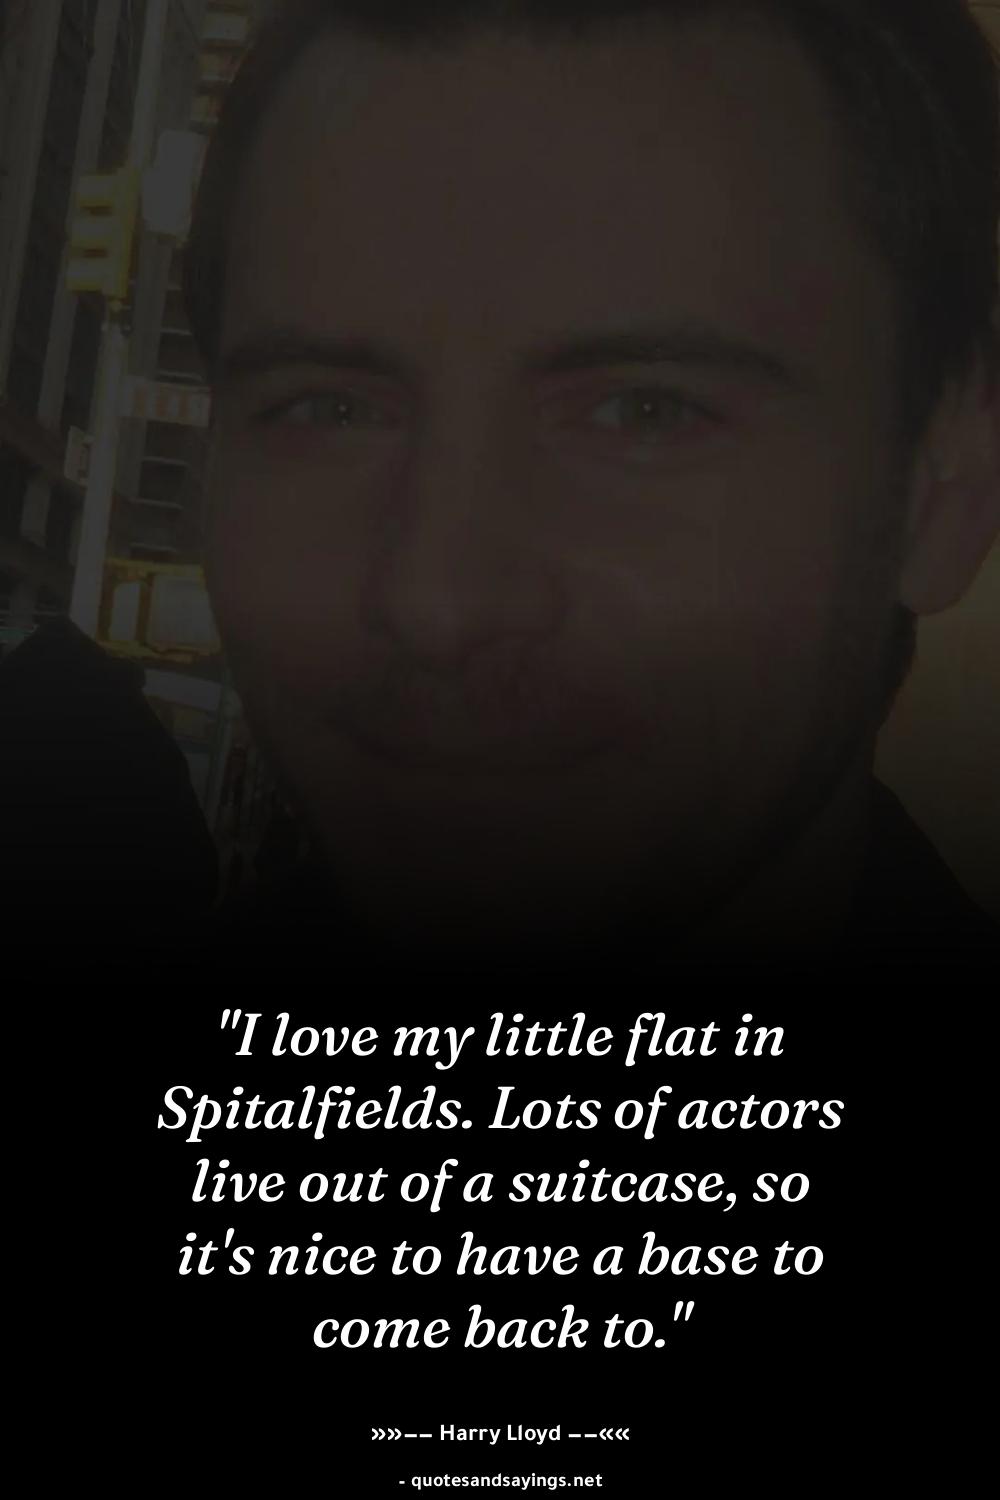 "I love my little flat in
Spitalfields. Lots of actors
live out of a suitcase, so
it's nice to have a base to
come back to."
»»–– Harry Lloyd ––««
- quotesandsayings.net